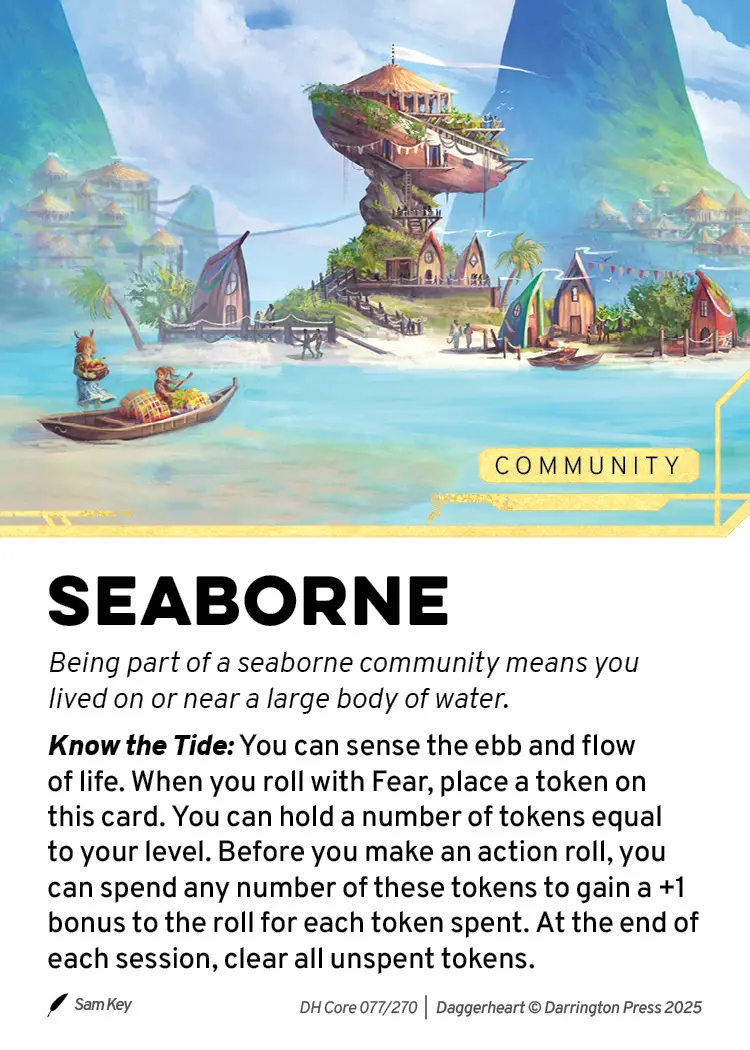 COMMUNITY
SEABORNE
Being part of a seaborne community means you
lived on or near a large body of water.
Know the Tide: You can sense the ebb and flow
of life. When you roll with Fear, place a token on
this card. You can hold a number of tokens equal
to your level. Before you make an action roll, you
can spend any number of these tokens to gain a +1
bonus to the roll for each token spent. At the end of
each session, clear all unspent tokens.
Sam Key
DH Core 077/270 | Daggerheart © Darrington Press 2025